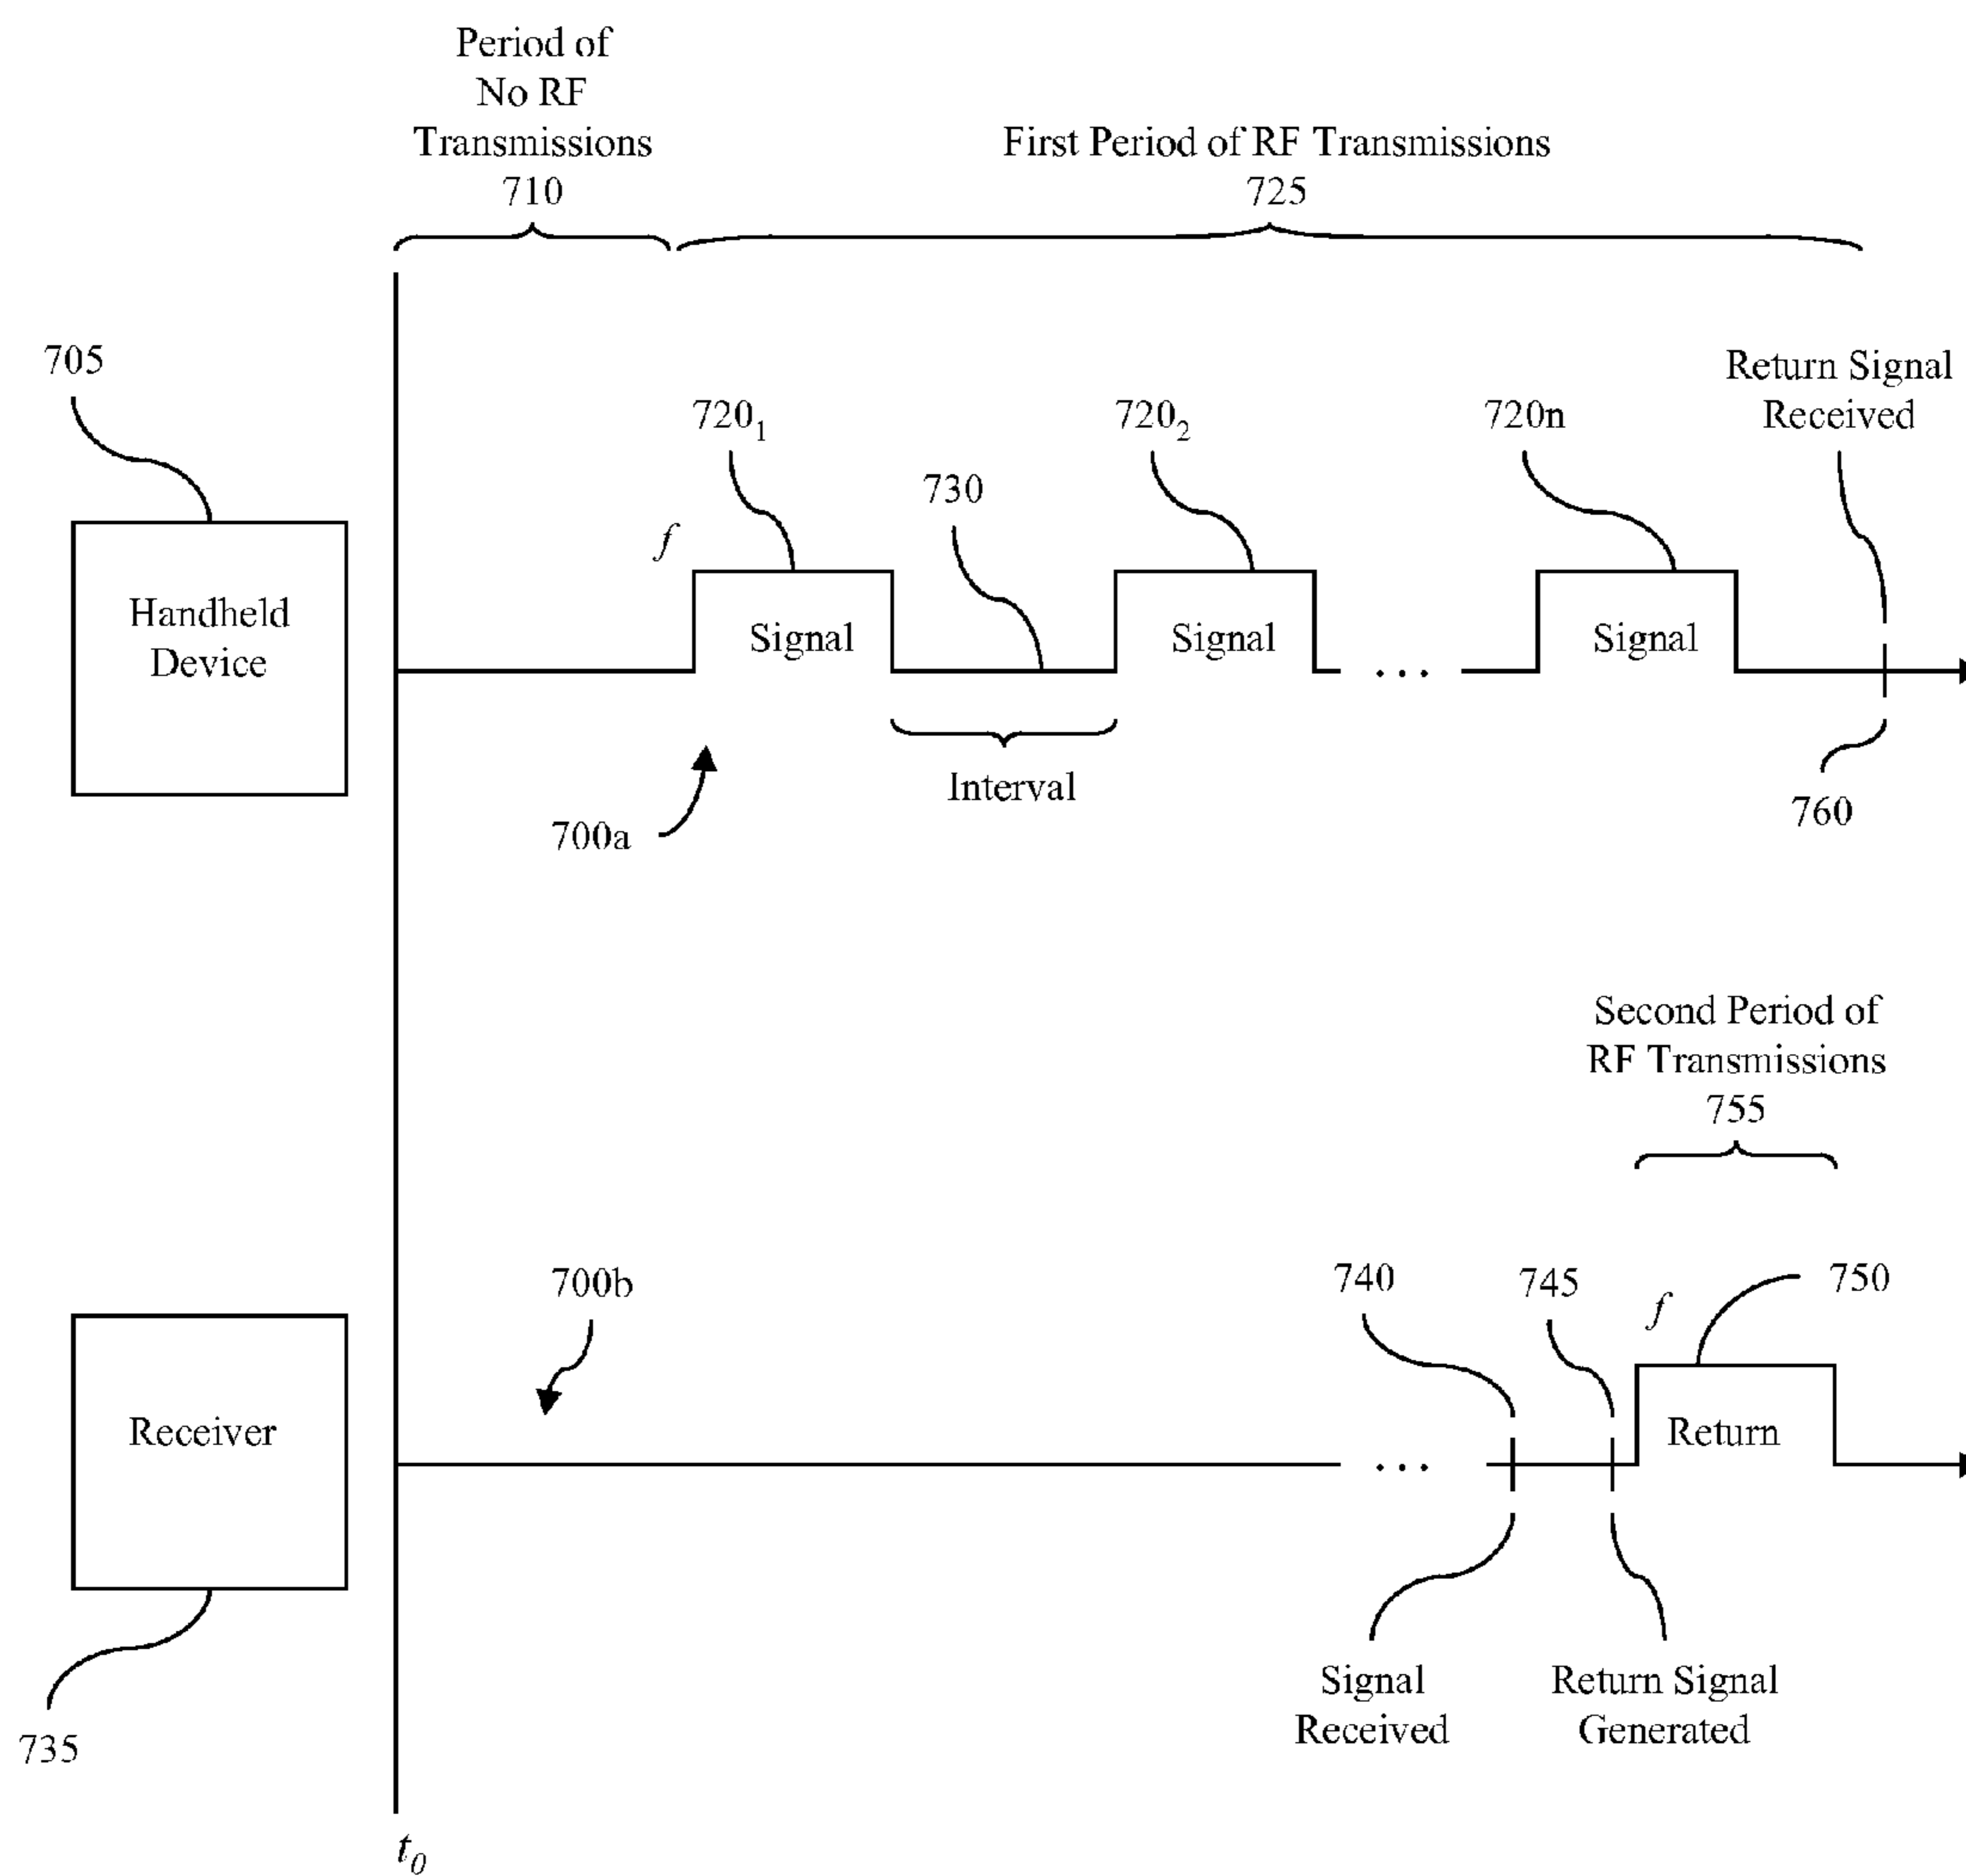 Period of
No RF
Transmissions
710
First Period of RF Transmissions
725
705
720₁
730
720₂
720n
Return Signal
Received
f
Handheld
Device
Signal
Signal
...
Signal
Interval
700a
760
Second Period of
RF Transmissions
755
700b
740
745
f
750
Receiver
...
Return
735
Signal
Received
Return Signal
Generated
t₀